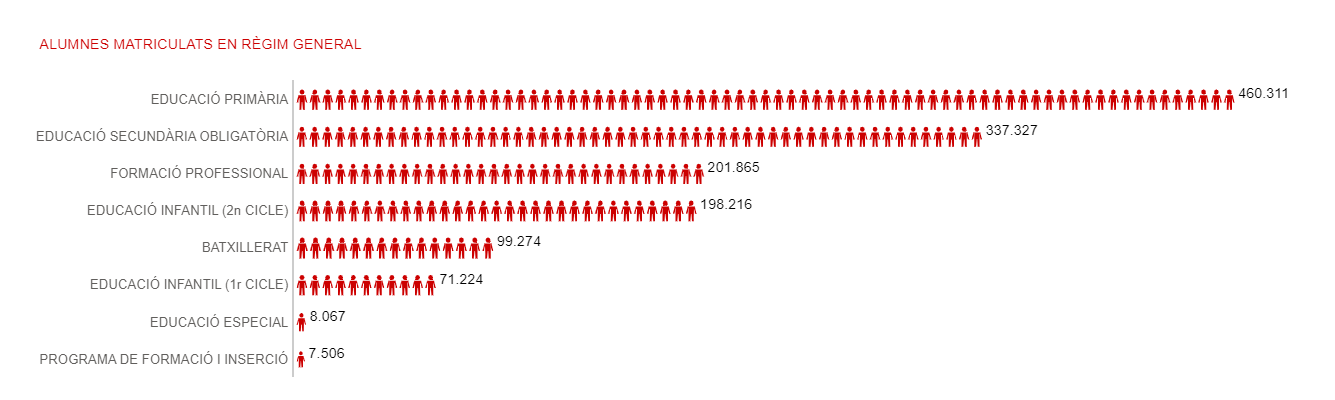 ALUMNES MATRICULATS EN RÈGIM GENERAL
EDUCACIÓ PRIMÀRIA 460.311
EDUCACIÓ SECUNDÀRIA OBLIGATÒRIA 337.327
FORMACIÓ PROFESSIONAL 201.865
EDUCACIÓ INFANTIL (2n CICLE) 198.216
BATXILLERAT 99.274
EDUCACIÓ INFANTIL (1r CICLE) 71.224
EDUCACIÓ ESPECIAL 8.067
PROGRAMA DE FORMACIÓ I INSERCIÓ 7.506